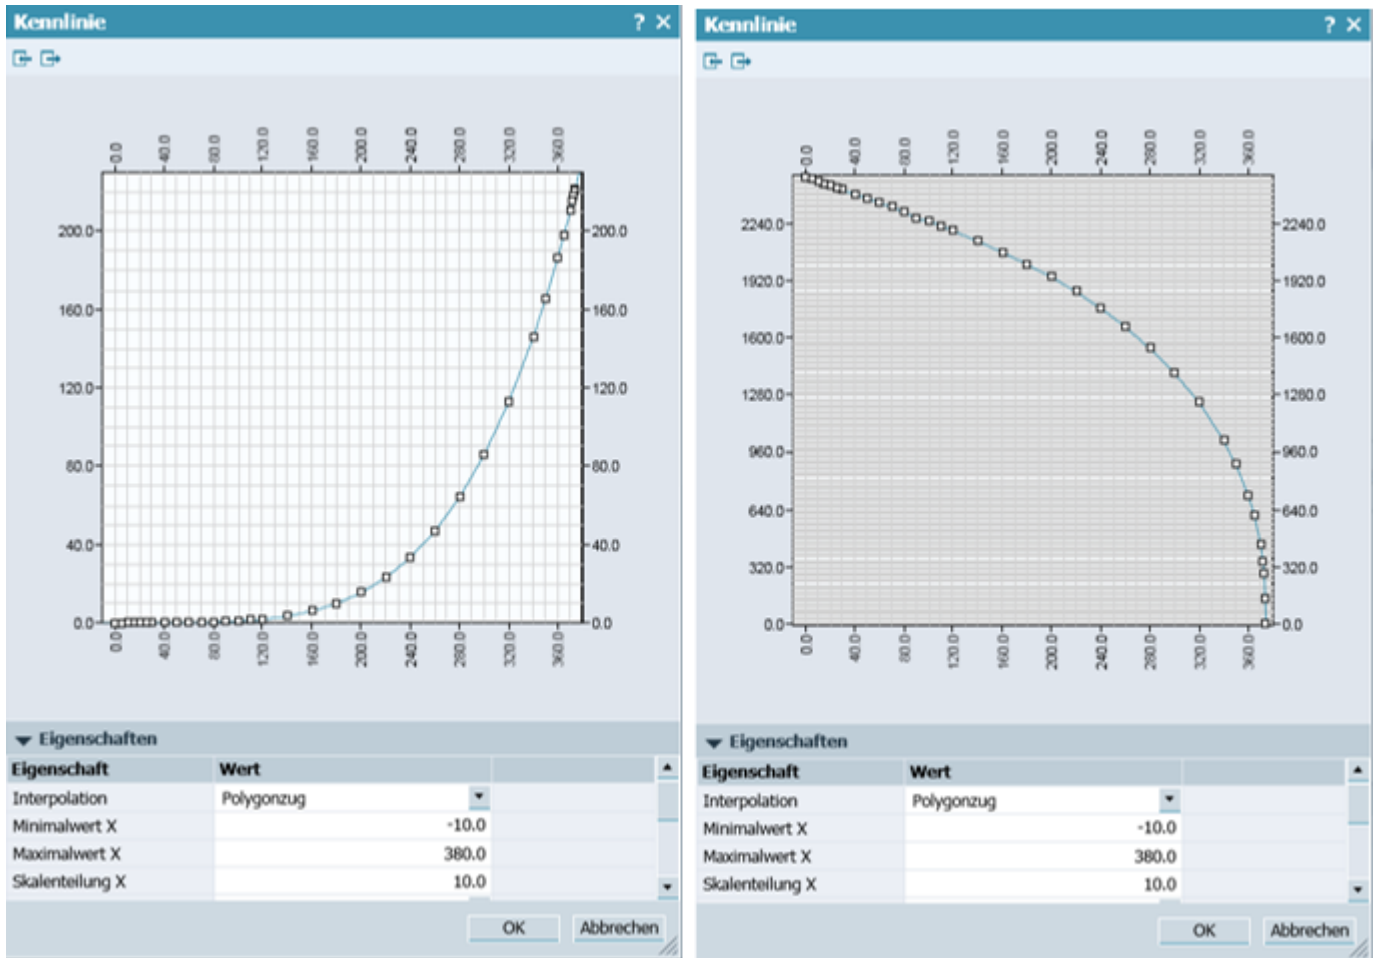 Kennlinie ? ×
0.0 40.0 80.0 120.0 160.0 200.0 240.0 280.0 320.0 360.0
200.0 200.0
160.0 160.0
120.0 120.0
80.0 80.0
40.0 40.0
0.0 0.0
0.0 40.0 80.0 120.0 160.0 200.0 240.0 280.0 320.0 360.0
Eigenschaften
Eigenschaft Wert
Interpolation Polygonzug
Minimalwert X -10.0
Maximalwert X 380.0
Skalenteilung X 10.0
OK Abbrechen
Kennlinie ? ×
0.0 40.0 80.0 120.0 160.0 200.0 240.0 280.0 320.0 360.0
2240.0 2240.0
1920.0 1920.0
1600.0 1600.0
1280.0 1280.0
960.0 960.0
640.0 640.0
320.0 320.0
0.0 0.0
0.0 40.0 80.0 120.0 160.0 200.0 240.0 280.0 320.0 360.0
Eigenschaften
Eigenschaft Wert
Interpolation Polygonzug
Minimalwert X -10.0
Maximalwert X 380.0
Skalenteilung X 10.0
OK Abbrechen